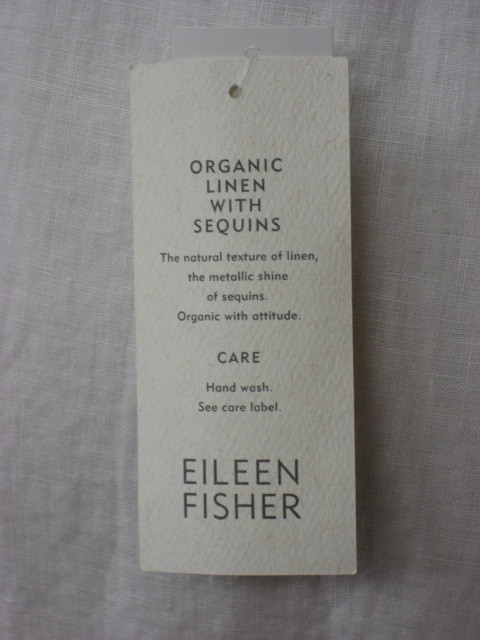 ORGANIC
LINEN
WITH
SEQUINS
The natural texture of linen,
the metallic shine
of sequins.
Organic with attitude.
CARE
Hand wash.
See care label.
EILEEN
FISHER